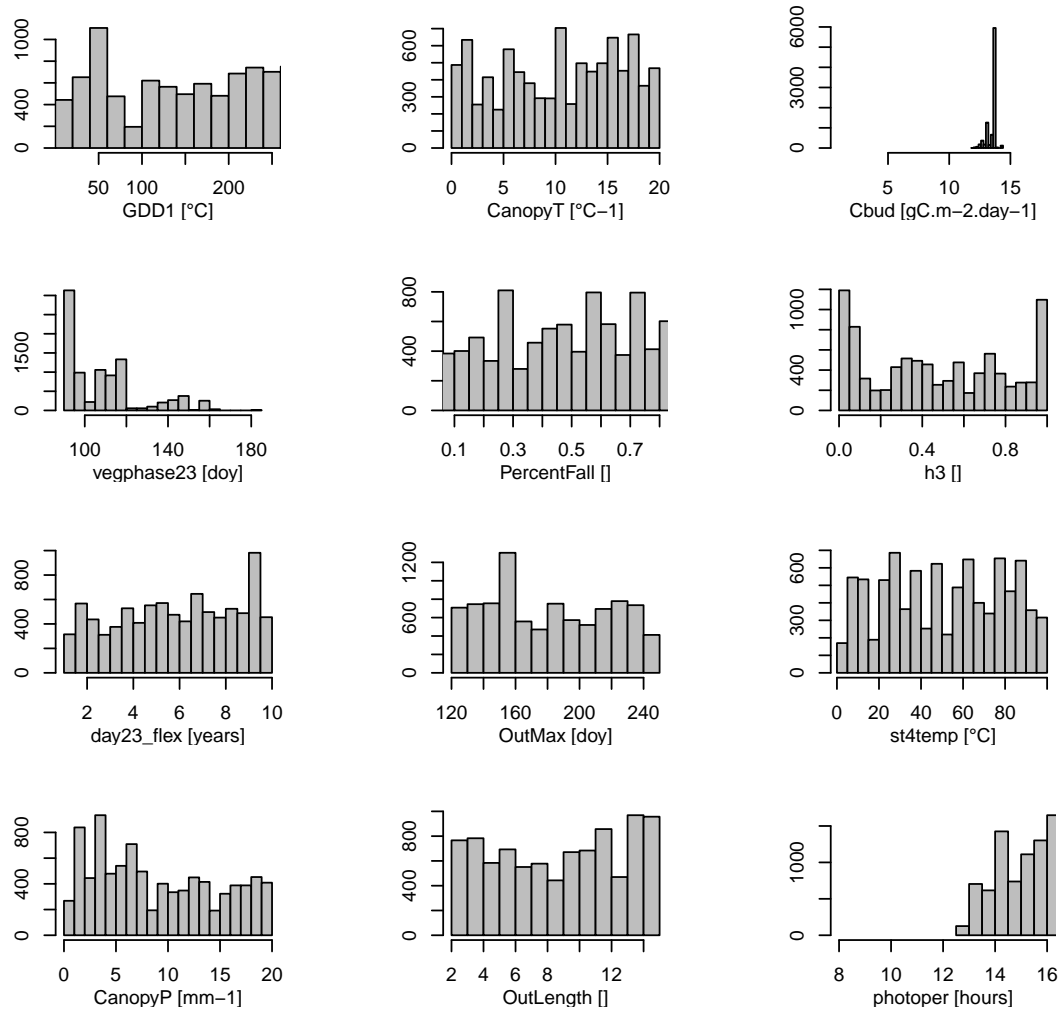 0 400 1000
50 100 200
GDD1 [°C]
0 300 600
0 5 10 15 20
CanopyT [°C−1]
0 3000 6000
5 10 15
Cbud [gC.m−2.day−1]
0 1500
100 140 180
vegphase23 [doy]
0 400 800
0.1 0.3 0.5 0.7
PercentFall []
0 400 1000
0.0 0.4 0.8
h3 []
0 400 800
2 4 6 8 10
day23_flex [years]
0 600 1200
120 160 200 240
OutMax [doy]
0 300 600
0 20 40 60 80
st4temp [°C]
0 400 800
0 5 10 15 20
CanopyP [mm−1]
0 400 800
2 4 6 8 12
OutLength []
0 1000
8 10 12 14 16
photoper [hours]